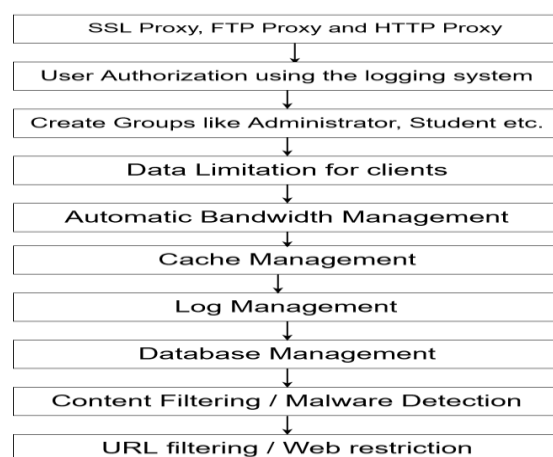 SSL Proxy, FTP Proxy and HTTP Proxy
User Authorization using the logging system
Create Groups like Administrator, Student etc.
Data Limitation for clients
Automatic Bandwidth Management
Cache Management
Log Management
Database Management
Content Filtering / Malware Detection
URL filtering / Web restriction